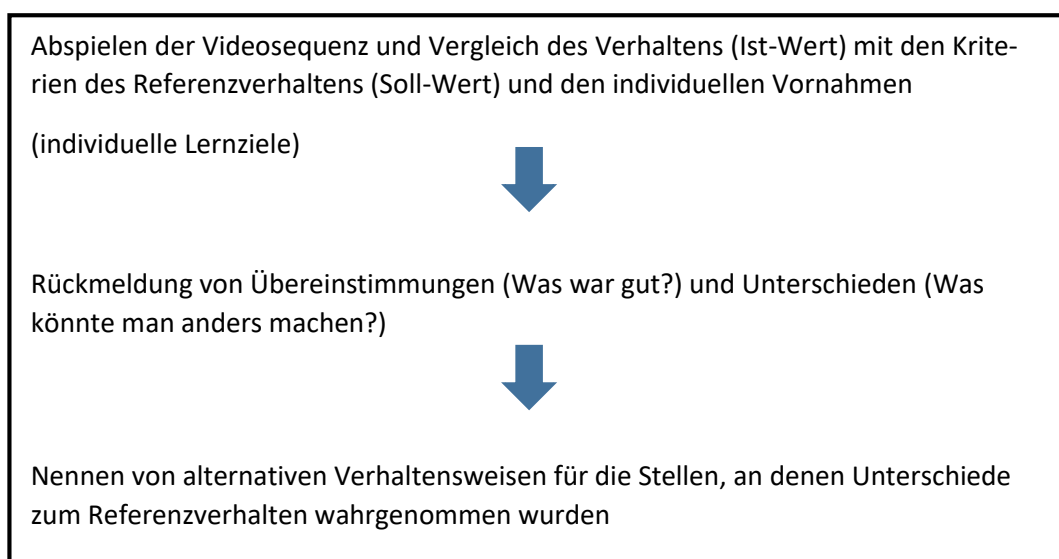 Abspielen der Videosequenz und Vergleich des Verhaltens (Ist-Wert) mit den Krite-
rien des Referenzverhaltens (Soll-Wert) und den individuellen Vornahmen
(individuelle Lernziele)
Rückmeldung von Übereinstimmungen (Was war gut?) und Unterschieden (Was
könnte man anders machen?)
Nennen von alternativen Verhaltensweisen für die Stellen, an denen Unterschiede
zum Referenzverhalten wahrgenommen wurden